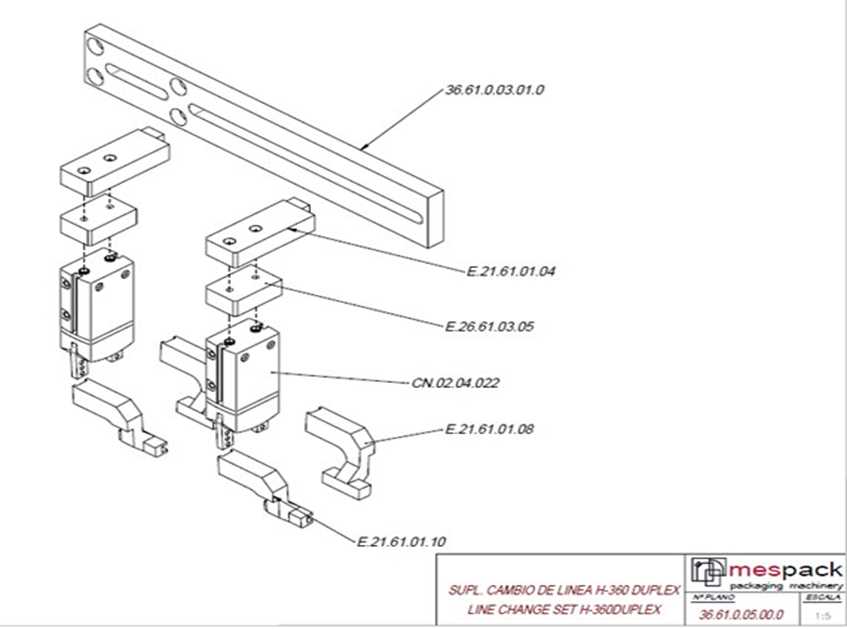 36.61.0.03.01.0
E.21.61.01.04
E.26.61.03.05
CN.02.04.022
E.21.61.01.08
E.21.61.01.10
SUPL. CAMBIO DE LINEA H-360 DUPLEX
LINE CHANGE SET H-360DUPLEX
mespack
packaging machinery
Nº PLANO
ESCALA
36.61.0.05.00.0
1:5